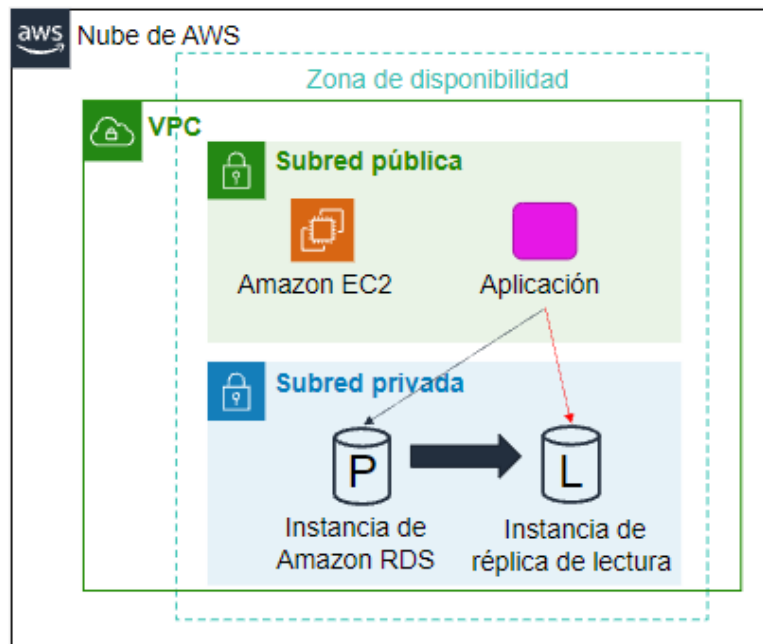 aws
Nube de AWS
Zona de disponibilidad
VPC
Subred pública
Amazon EC2
Aplicación
Subred privada
P
L
Instancia de
Amazon RDS
Instancia de
réplica de lectura